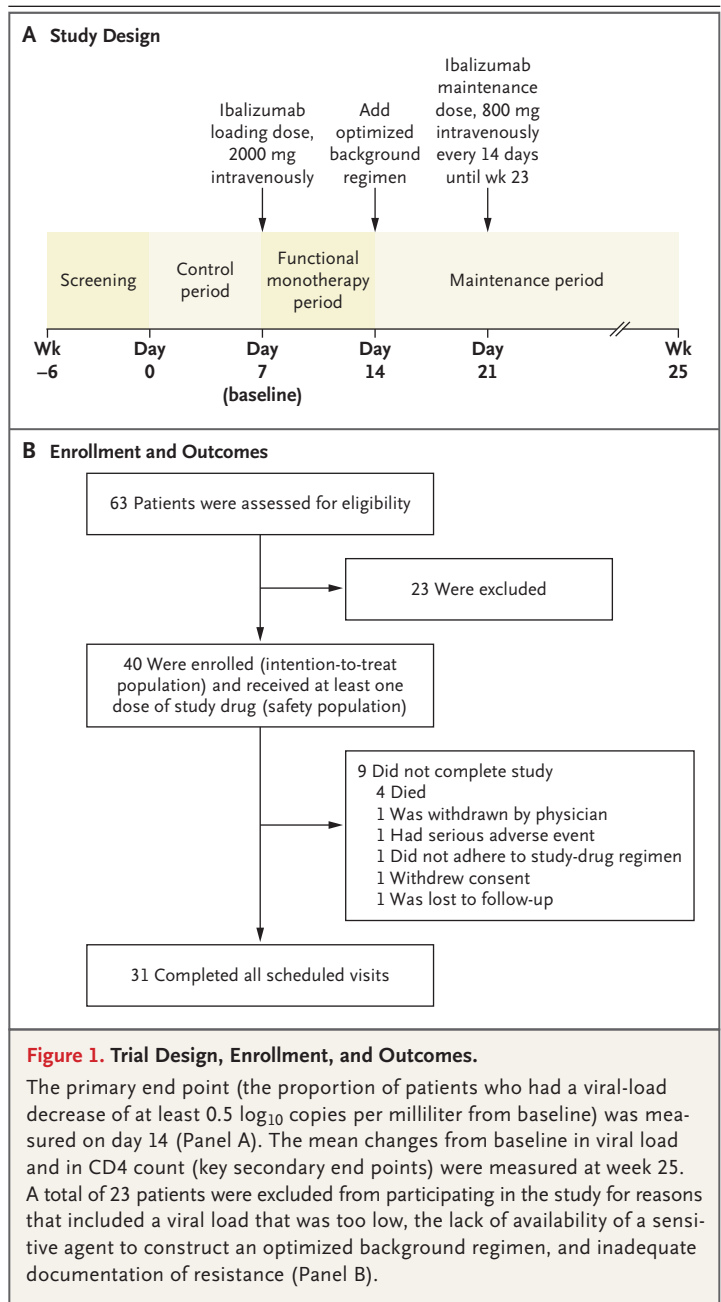 A Study Design
Ibalizumab
loading dose,
2000 mg
intravenously
Add
optimized
background
regimen
Ibalizumab
maintenance
dose, 800 mg
intravenously
every 14 days
until wk 23
Screening
Control
period
Functional
monotherapy
period
Maintenance period
Wk
−6
Day
0
Day
7
(baseline)
Day
14
Day
21
Wk
25
B Enrollment and Outcomes
63 Patients were assessed for eligibility
23 Were excluded
40 Were enrolled (intention-to-treat
population) and received at least one
dose of study drug (safety population)
9 Did not complete study
4 Died
1 Was withdrawn by physician
1 Had serious adverse event
1 Did not adhere to study-drug regimen
1 Withdrew consent
1 Was lost to follow-up
31 Completed all scheduled visits
Figure 1. Trial Design, Enrollment, and Outcomes.
The primary end point (the proportion of patients who had a viral-load
decrease of at least 0.5 log10 copies per milliliter from baseline) was mea-
sured on day 14 (Panel A). The mean changes from baseline in viral load
and in CD4 count (key secondary end points) were measured at week 25.
A total of 23 patients were excluded from participating in the study for reasons
that included a viral load that was too low, the lack of availability of a sensi-
tive agent to construct an optimized background regimen, and inadequate
documentation of resistance (Panel B).